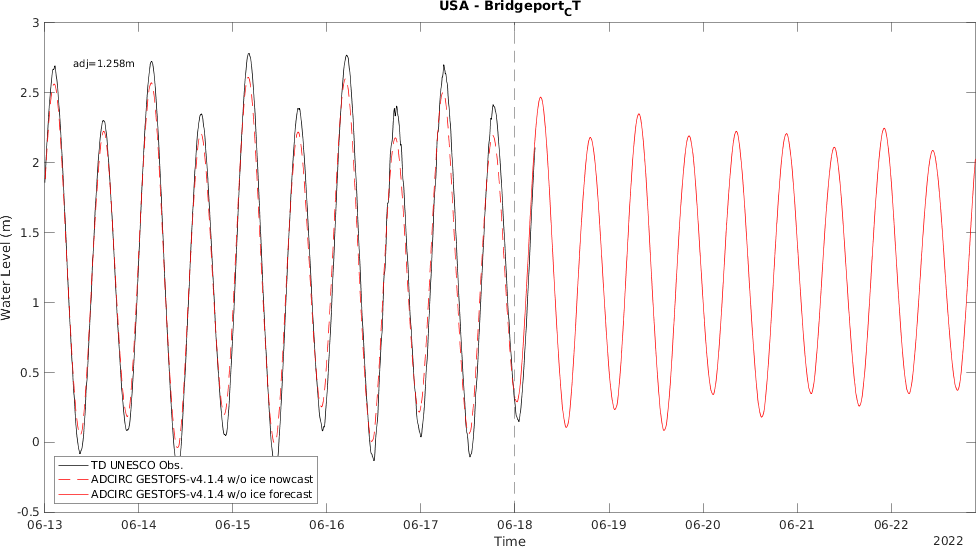 USA - Bridgeport_CT
3
adj=1.258m
2.5
2
1.5
1
0.5
0
-0.5
Water Level (m)
TD UNESCO Obs.
ADCIRC GESTOFS-v4.1.4 w/o ice nowcast
ADCIRC GESTOFS-v4.1.4 w/o ice forecast
06-13 06-14 06-15 06-16 06-17 06-18 06-19 06-20 06-21 06-22
Time
2022